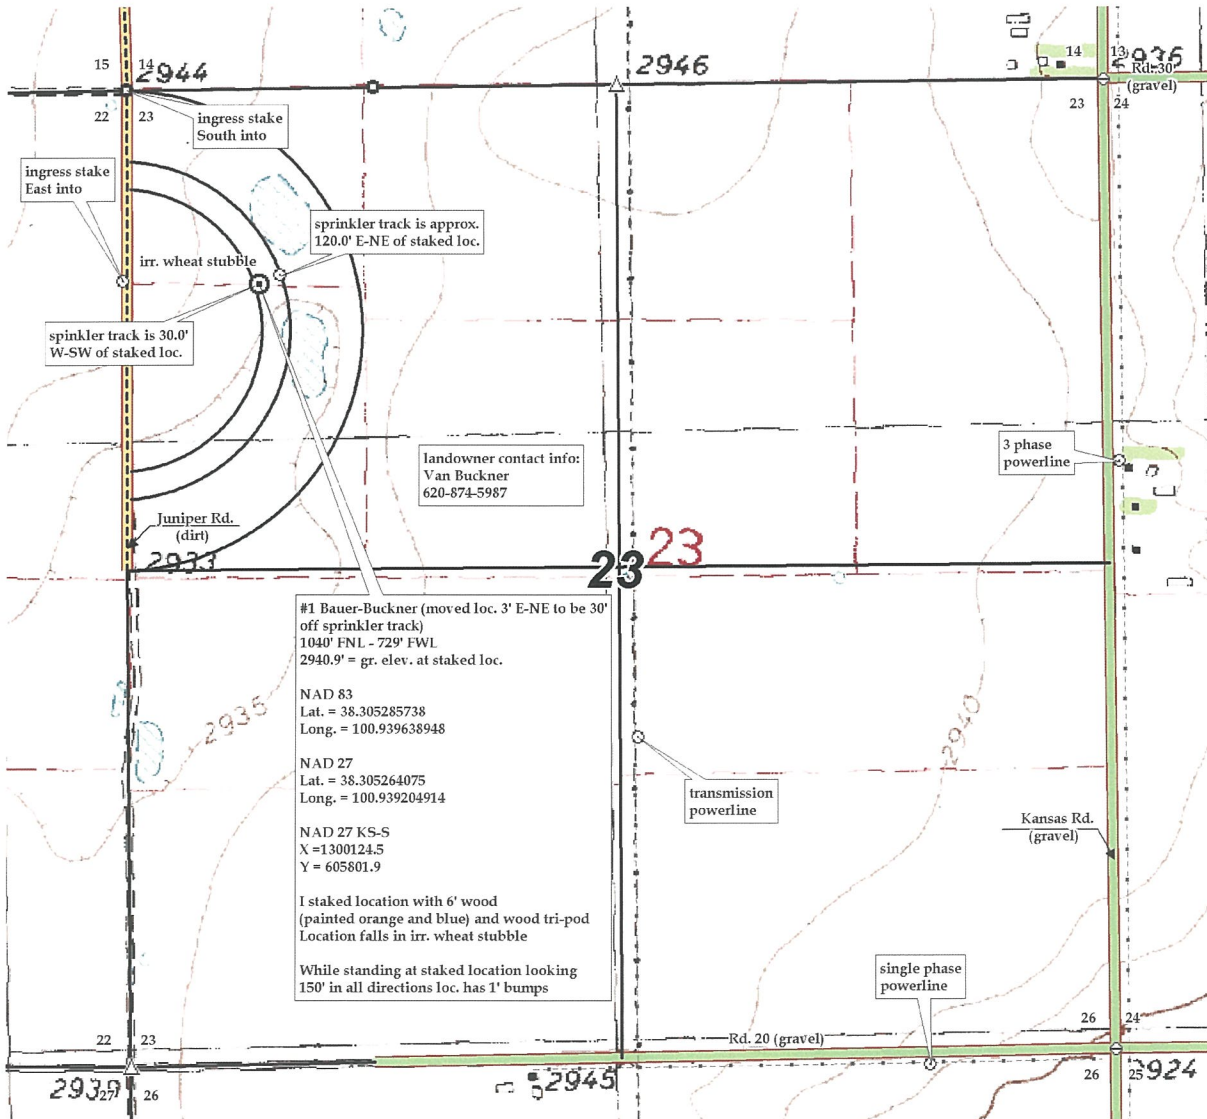 15
14
2944
2946
14
13
2936
Rd. 30
(gravel)
22
23
23
24
ingress stake
South into
ingress stake
East into
sprinkler track is approx.
120.0' E-NE of staked loc.
irr. wheat stubble
spinkler track is 30.0'
W-SW of staked loc.
3 phase
powerline
landowner contact info:
Van Buckner
620-874-5987
Juniper Rd.
(dirt)
2933
23
23
#1 Bauer-Buckner (moved loc. 3' E-NE to be 30'
off sprinkler track)
1040' FNL - 729' FWL
2940.9' = gr. elev. at staked loc.
NAD 83
Lat. = 38.305285738
Long. = 100.939638948
NAD 27
Lat. = 38.305264075
Long. = 100.939204914
NAD 27 KS-S
X =1300124.5
Y = 605801.9
I staked location with 6' wood
(painted orange and blue) and wood tri-pod
Location falls in irr. wheat stubble
While standing at staked location looking
150' in all directions loc. has 1' bumps
2935
2940
transmission
powerline
Kansas Rd.
(gravel)
single phase
powerline
22
23
Rd. 20 (gravel)
26
24
27
26
2945
26
25
2924